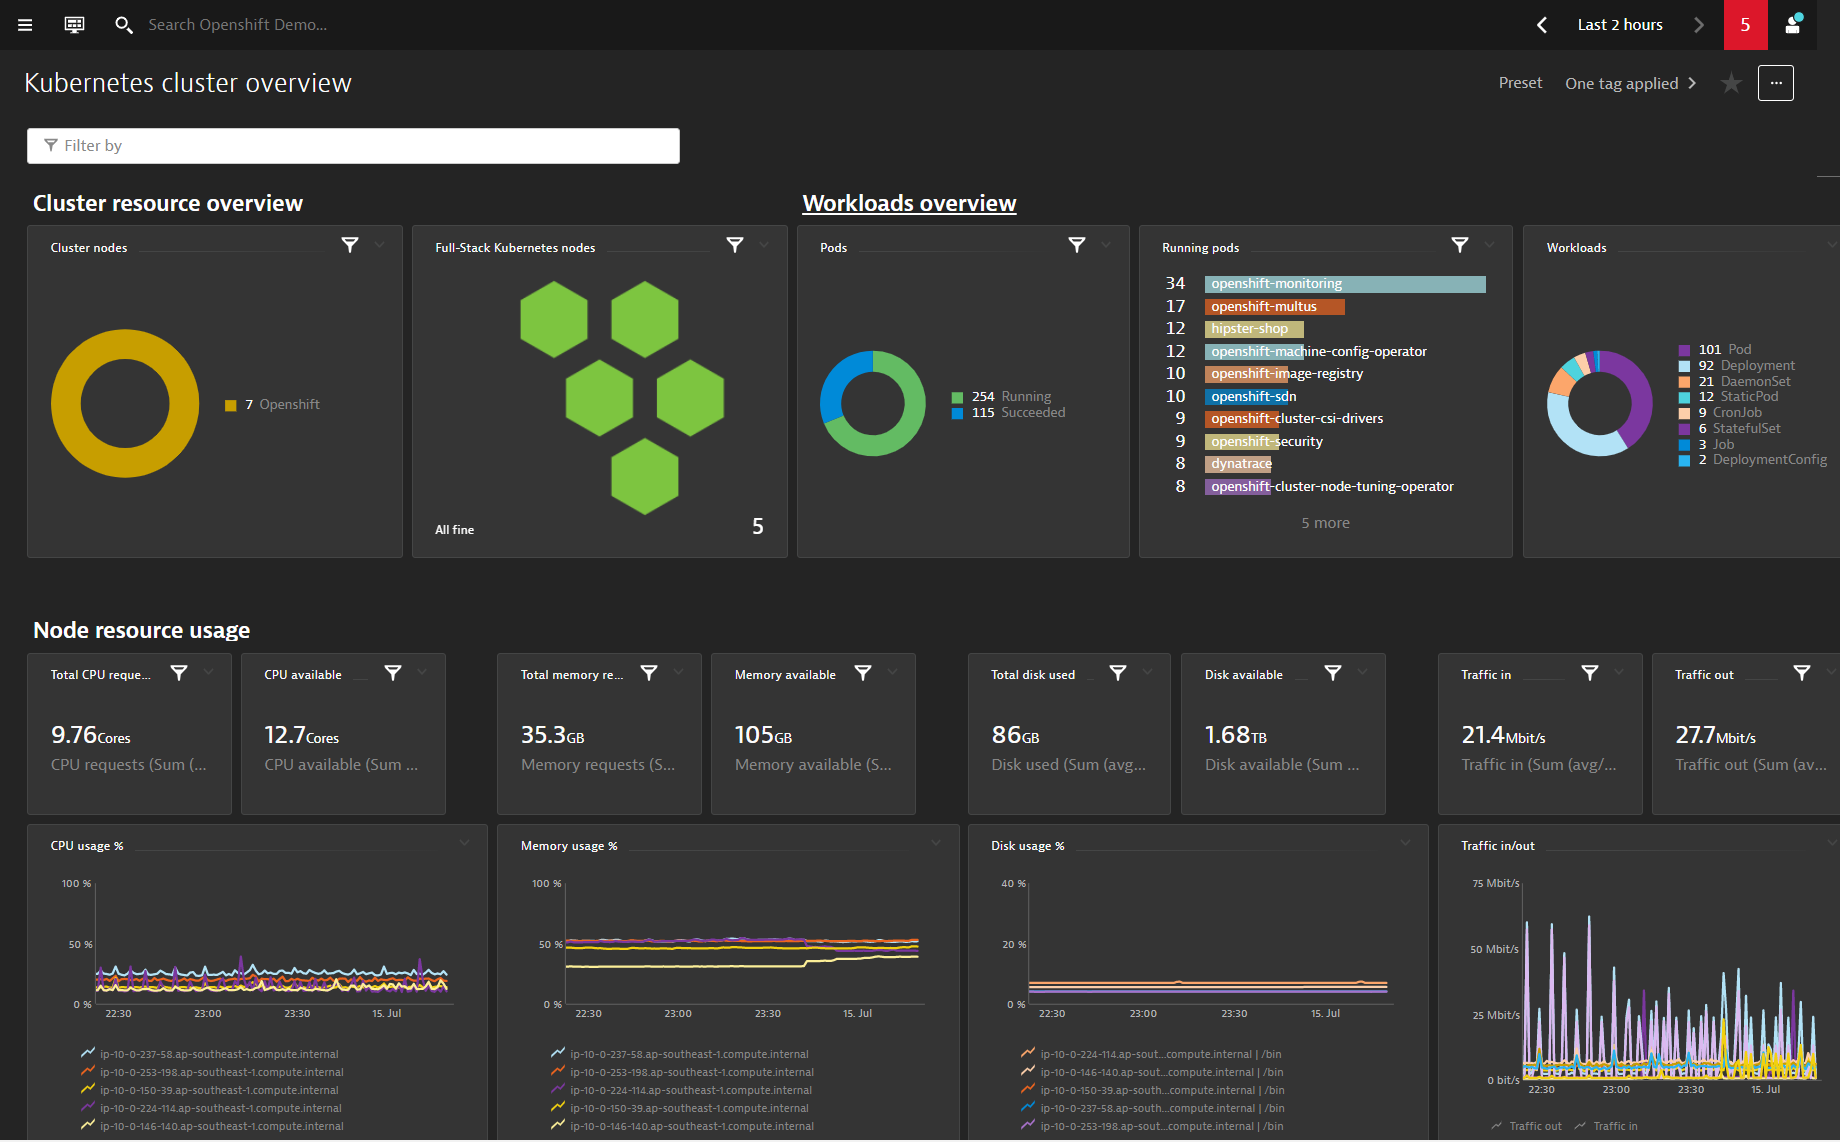 Search Openshift Demo...
Last 2 hours
5
Kubernetes cluster overview
Preset
One tag applied
...
Filter by
Cluster resource overview
Workloads overview
Cluster nodes
7 Openshift
Full-Stack Kubernetes nodes
All fine
5
Pods
254 Running
115 Succeeded
Running pods
34 openshift-monitoring
17 openshift-multus
12 hipster-shop
12 openshift-machine-config-operator
10 openshift-image-registry
10 openshift-sdn
9 openshift-cluster-csi-drivers
9 openshift-security
8 dynatrace
8 openshift-cluster-node-tuning-operator
5 more
Workloads
101 Pod
92 Deployment
21 DaemonSet
12 StaticPod
9 CronJob
6 StatefulSet
3 Job
2 DeploymentConfig
Node resource usage
Total CPU reque...
9.76Cores
CPU requests (Sum (...
CPU available
12.7Cores
CPU available (Sum ...
Total memory re...
35.3GB
Memory requests (S...
Memory available
105GB
Memory available (S...
Total disk used
86GB
Disk used (Sum (avg...
Disk available
1.68TB
Disk available (Sum ...
Traffic in
21.4Mbit/s
Traffic in (Sum (avg/...
Traffic out
27.7Mbit/s
Traffic out (Sum (av...
CPU usage %
100 %
50 %
0 %
22:30 23:00 23:30 15. Jul
ip-10-0-237-58.ap-southeast-1.compute.internal
ip-10-0-253-198.ap-southeast-1.compute.internal
ip-10-0-150-39.ap-southeast-1.compute.internal
ip-10-0-224-114.ap-southeast-1.compute.internal
ip-10-0-146-140.ap-southeast-1.compute.internal
Memory usage %
100 %
50 %
0 %
22:30 23:00 23:30 15. Jul
ip-10-0-237-58.ap-southeast-1.compute.internal
ip-10-0-253-198.ap-southeast-1.compute.internal
ip-10-0-224-114.ap-southeast-1.compute.internal
ip-10-0-150-39.ap-southeast-1.compute.internal
ip-10-0-146-140.ap-southeast-1.compute.internal
Disk usage %
40 %
20 %
0 %
22:30 23:00 23:30 15. Jul
ip-10-0-224-114.ap-sout...compute.internal | /bin
ip-10-0-146-140.ap-sout...compute.internal | /bin
ip-10-0-150-39.ap-south...compute.internal | /bin
ip-10-0-237-58.ap-south...compute.internal | /bin
ip-10-0-253-198.ap-sout...compute.internal | /bin
Traffic in/out
75 Mbit/s
50 Mbit/s
25 Mbit/s
0 bit/s
22:30 23:00 23:30 15. Jul
Traffic out Traffic in